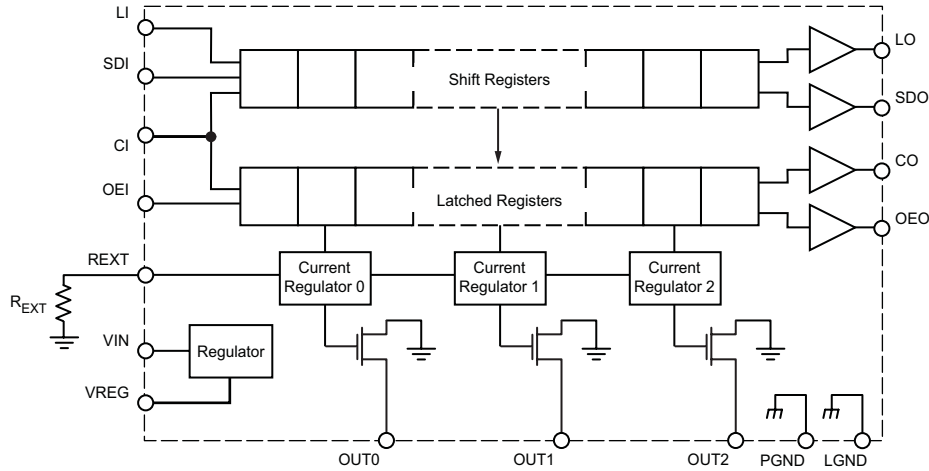 LI
LO
SDI
Shift Registers
SDO
CI
CO
OEI
Latched Registers
OEO
REXT
Current
Regulator 0
Current
Regulator 1
Current
Regulator 2
REXT
VIN
Regulator
VREG
OUT0
OUT1
OUT2
PGND
LGND